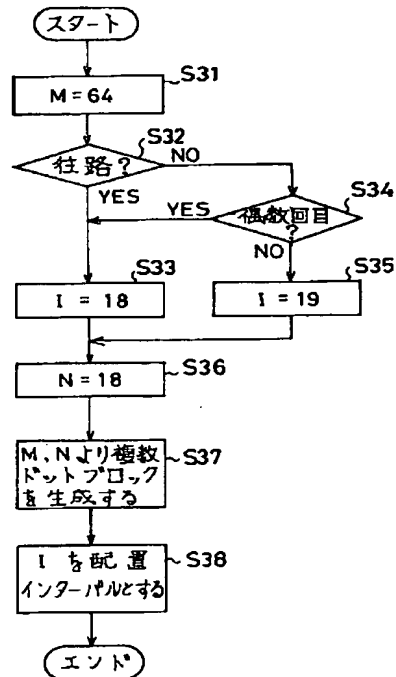 スタート
S31
M = 64
S32
往路?
NO
YES
S34
YES
偶数回目
?
NO
S33
S35
I = 18
I = 19
S36
N = 18
S37
M、Nより複数
ドットブロック
を生成する
S38
I を配置
インターバルとする
エンド